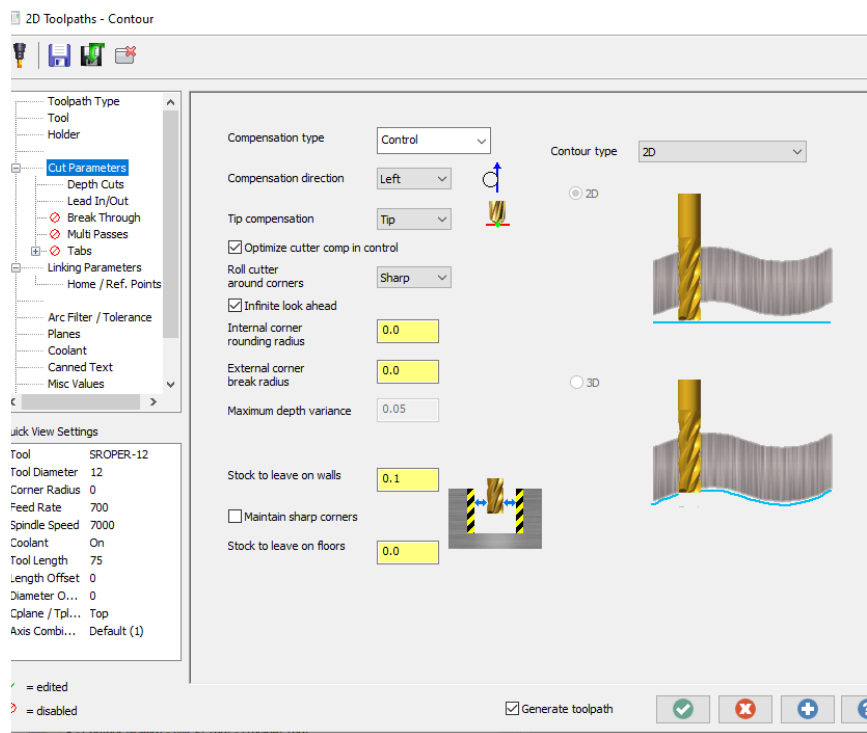 2D Toolpaths - Contour
Toolpath Type
Tool
Holder
Cut Parameters
Depth Cuts
Lead In/Out
Break Through
Multi Passes
Tabs
Linking Parameters
Home / Ref. Points
Arc Filter / Tolerance
Planes
Coolant
Canned Text
Misc Values
uick View Settings
Tool SROPER-12
Tool Diameter 12
Corner Radius 0
Feed Rate 700
Spindle Speed 7000
Coolant On
Tool Length 75
Length Offset 0
Diameter O... 0
Cplane / Tpl... Top
Axis Combi... Default (1)
= edited
= disabled
Compensation type Control
Compensation direction Left
Tip compensation Tip
Optimize cutter comp in control
Roll cutter
around corners Sharp
Infinite look ahead
Internal corner
rounding radius 0.0
External corner
break radius 0.0
Maximum depth variance 0.05
Stock to leave on walls 0.1
Maintain sharp corners
Stock to leave on floors 0.0
Contour type 2D
2D
3D
Generate toolpath